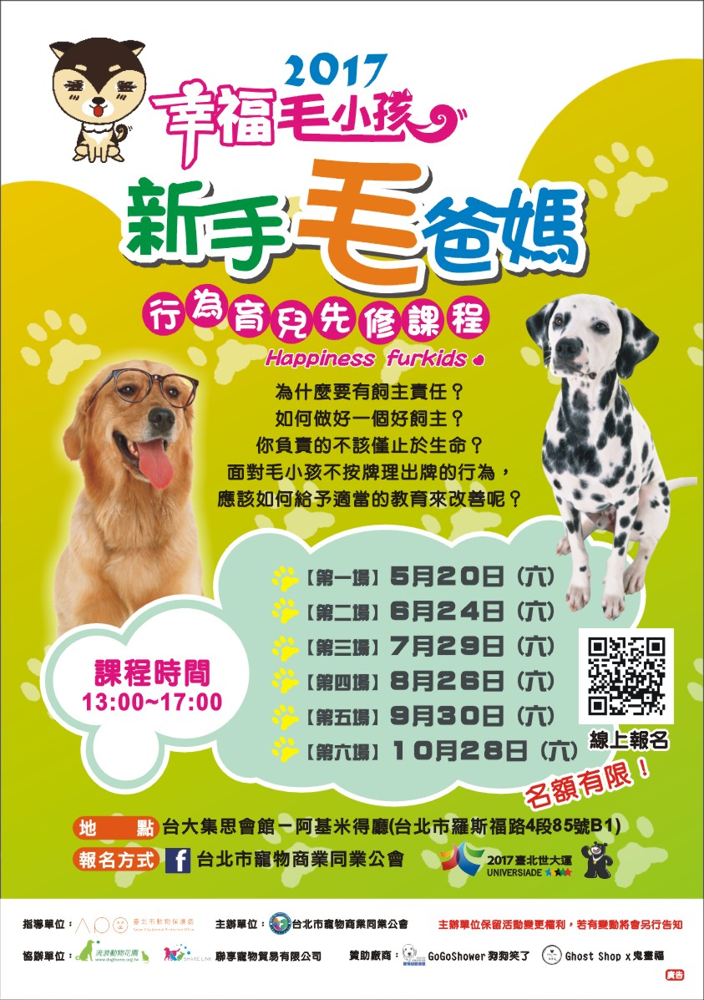 2017
幸福毛小孩
新手毛爸媽
行為育兒先修課程
Happiness furkids
為什麼要有飼主責任？
如何做好一個好飼主？
你負責的不該僅止於生命？
面對毛小孩不按牌理出牌的行為，
應該如何給予適當的教育來改善呢？
【第一場】5月20日（六）
【第二場】6月24日（六）
【第三場】7月29日（六）
【第四場】8月26日（六）
【第五場】9月30日（六）
【第六場】10月28日（六）
課程時間
13:00~17:00
線上報名
名額有限！
地點 台大集思會館－阿基米得廳(台北市羅斯福路4段85號B1)
報名方式 f 台北市寵物商業同業公會
2017臺北世大運
UNIVERSIADE
指導單位：APO 臺北市動物保護處
Taipei City Animal Protection Office
主辦單位：台北市寵物商業同業公會
主辦單位保留活動變更權利，若有變動將會另行告知
協辦單位：流浪動物花園
www.doghome.org.tw
SHARE LINK 聯享寵物貿易有限公司
贊助廠商：GoGoShower 狗狗笑了
Ghost Shop x 鬼畫福
廣告